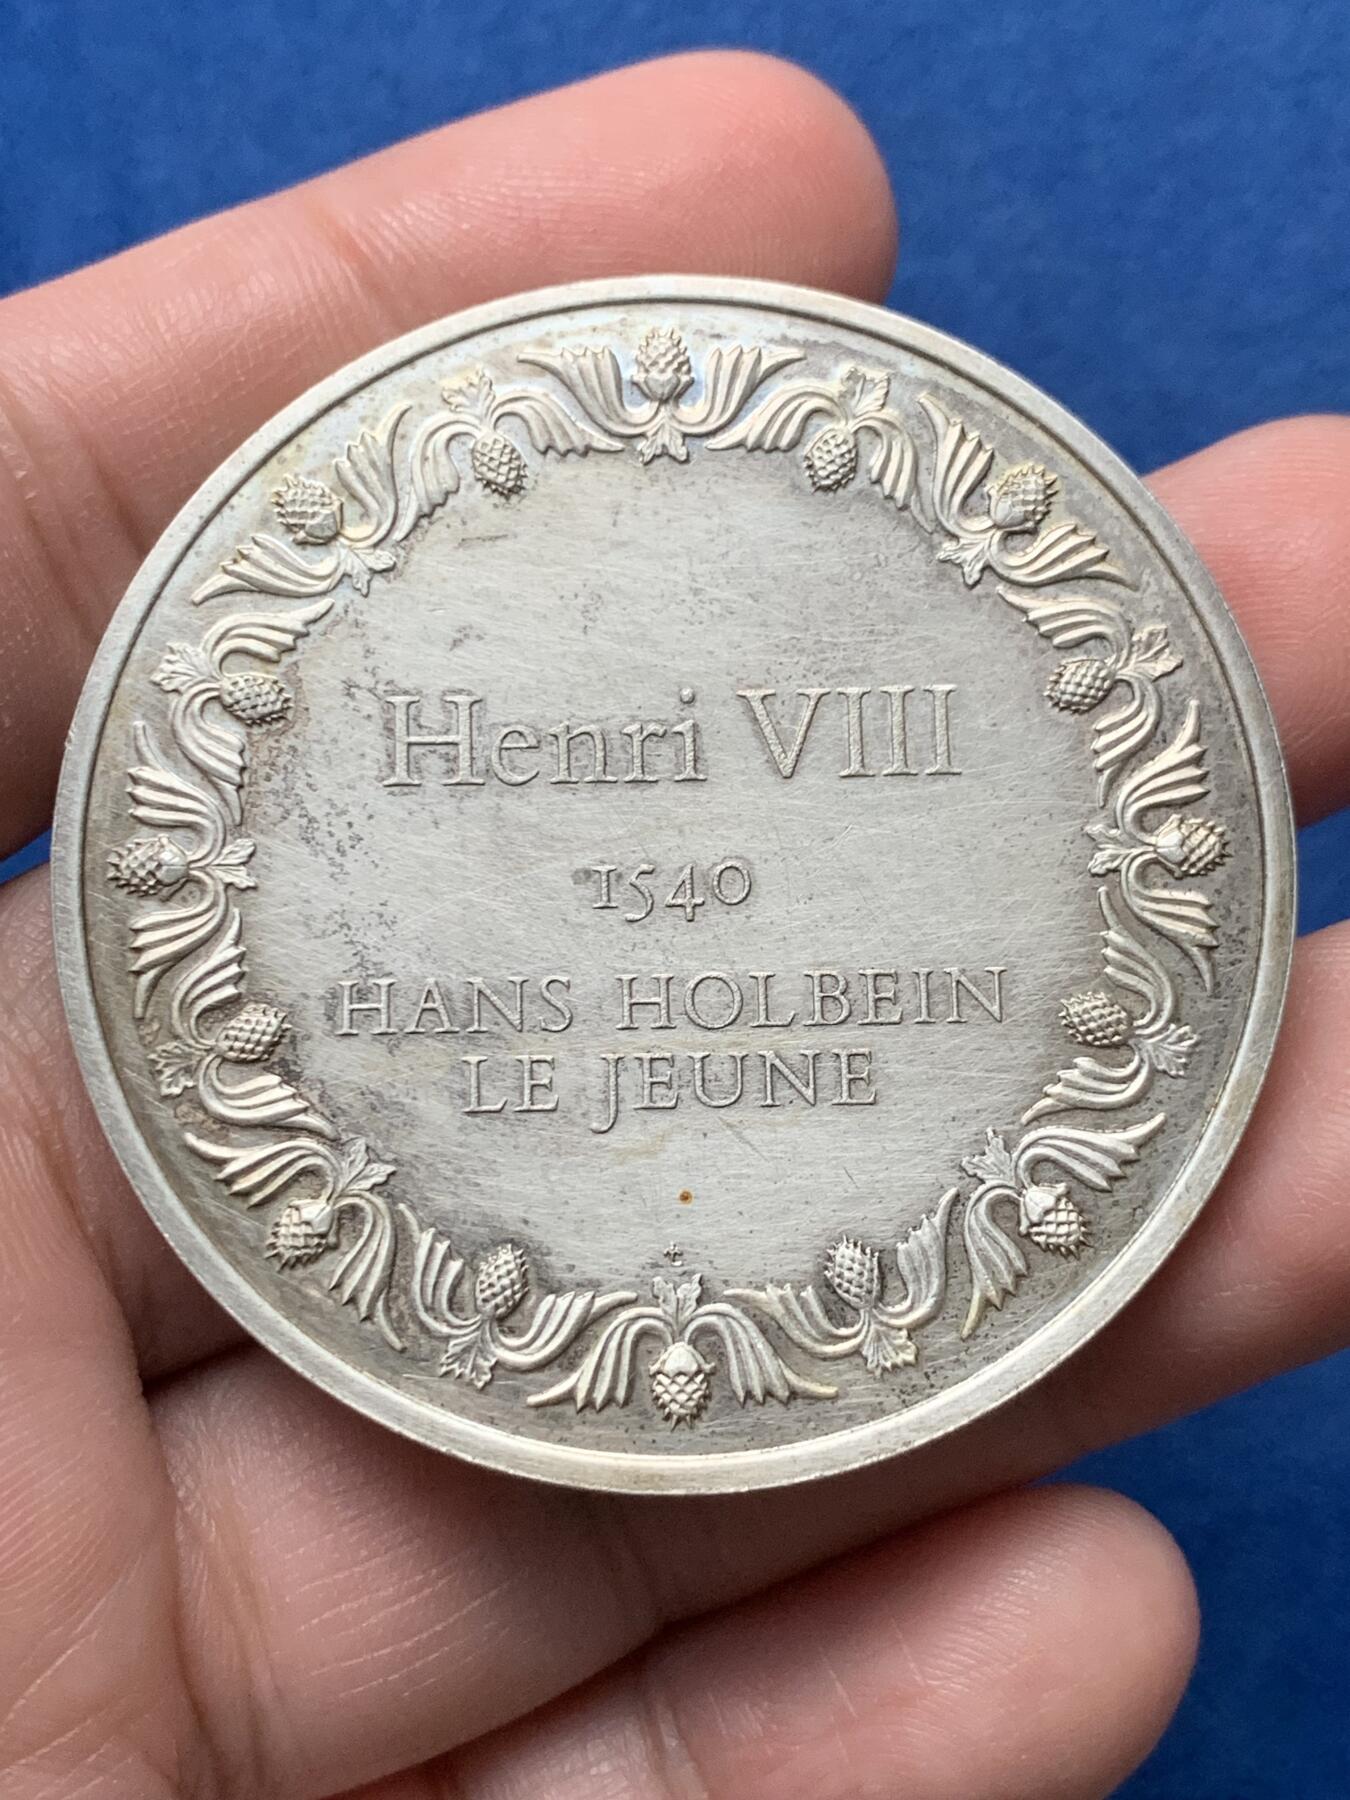 Henri VIII
1540
HANS HOLBEIN
LE JEUNE